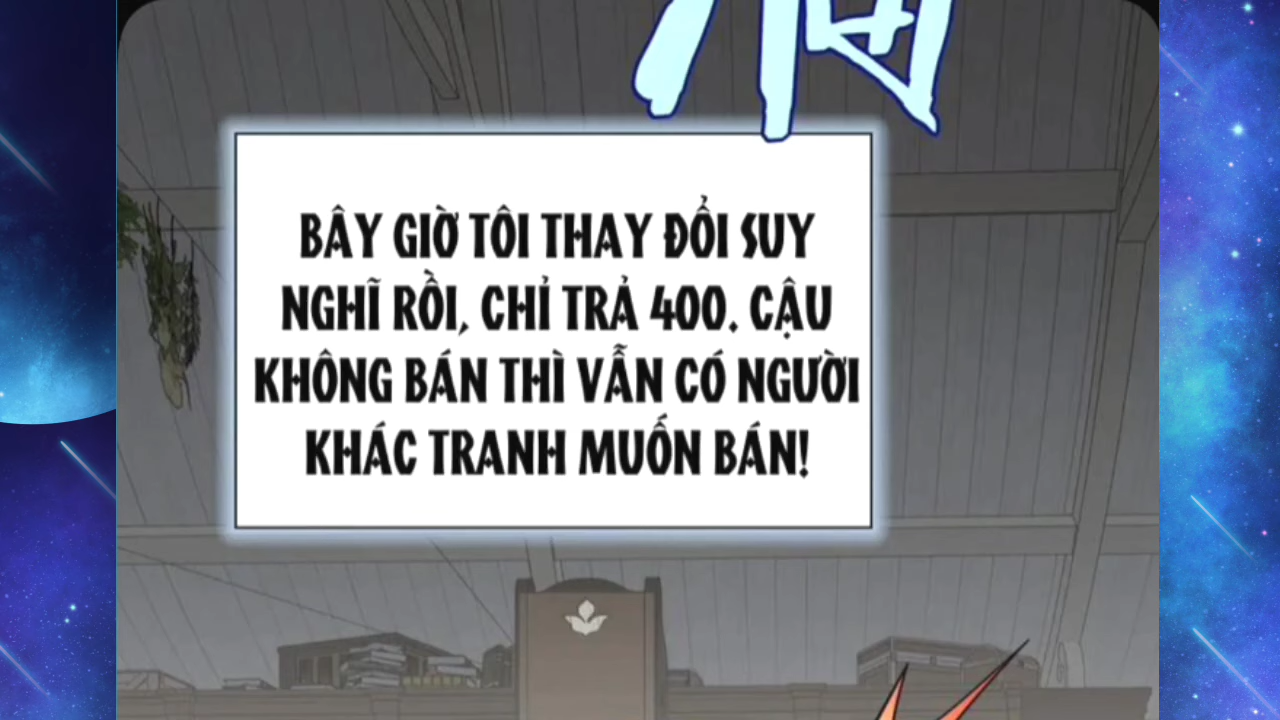 BÂY GIỜ TÔI THAY ĐỔI SUY
NGHĨ RỒI, CHỈ TRẢ 400. CẬU
KHÔNG BÁN THÌ VẪN CÓ NGƯỜI
KHÁC TRANH MUỐN BÁN!